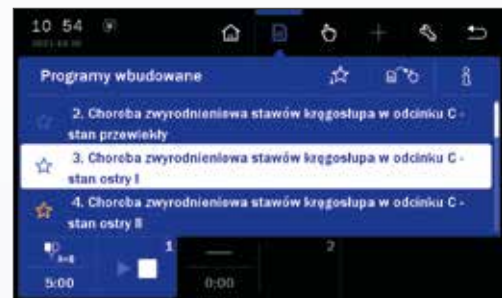 10 54
Programy wbudowane
2. Choroba zwyrodnieniowa stawów kręgosłupa w odcinku C -
stan przewlekły
3. Choroba zwyrodnieniowa stawów kręgosłupa w odcinku C -
stan ostry I
4. Choroba zwyrodnieniowa stawów kręgosłupa w odcinku C -
stan ostry II
1
2
A=B
5:00
0:00